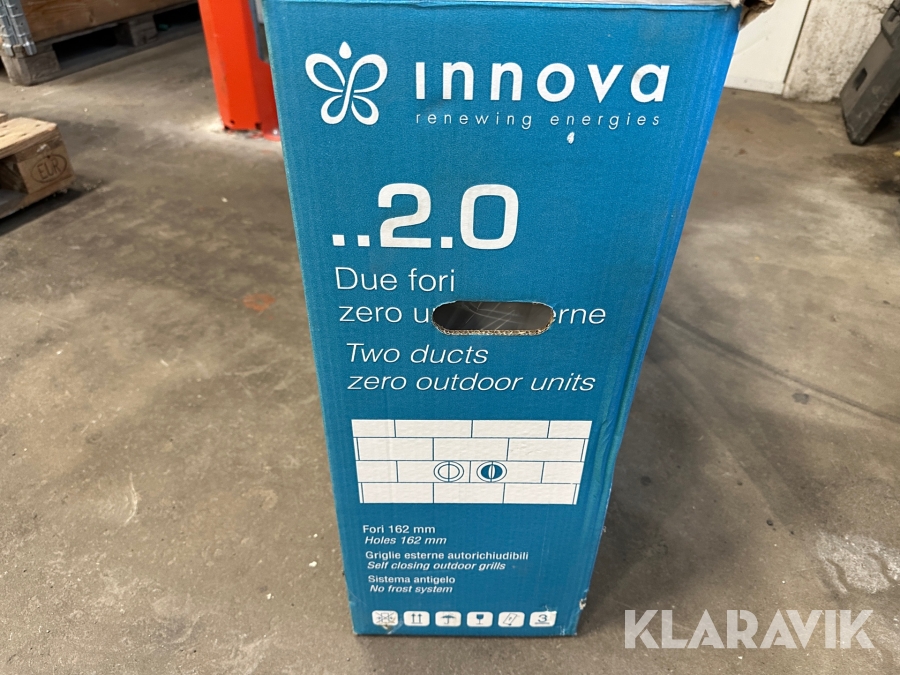 innova
renewing energies
..2.0
Due fori
zero u erne
Two ducts
zero outdoor units
Fori 162 mm
Holes 162 mm
Griglie esterne autorichiudibili
Self closing outdoor grills
Sistema antigelo
No frost system
3
KLARAVIK